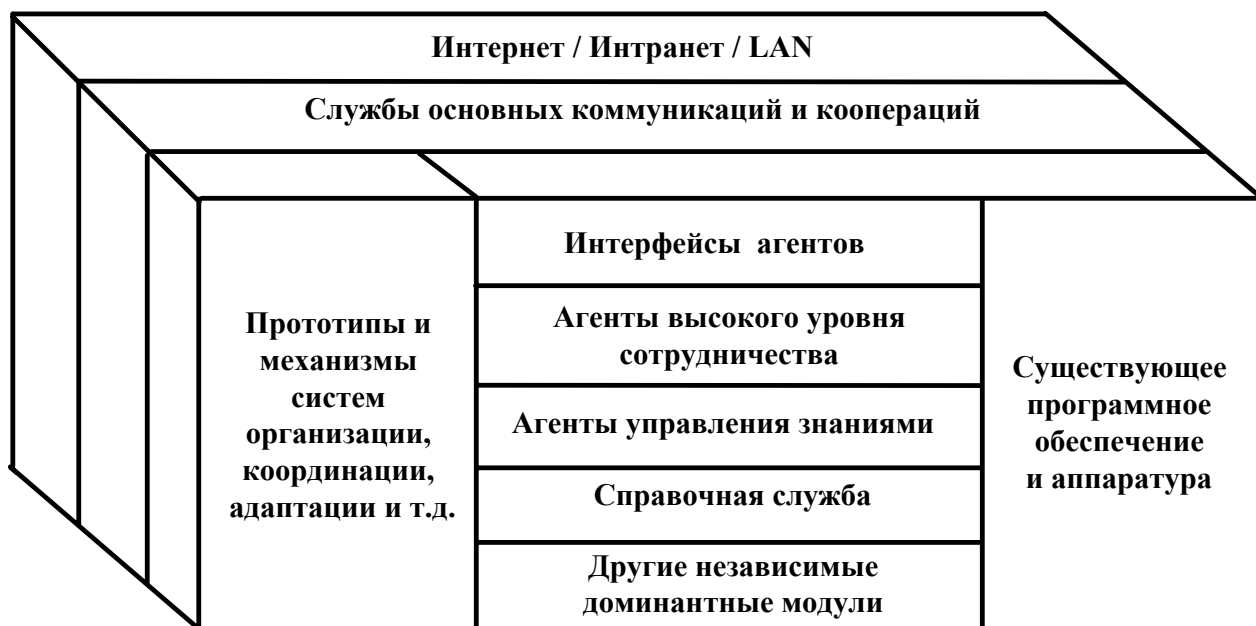 Интернет / Интранет / LAN
Службы основных коммуникаций и коопераций
Прототипы и
механизмы
систем
организации,
координации,
адаптации и т.д.
Интерфейсы агентов
Агенты высокого уровня
сотрудничества
Агенты управления знаниями
Справочная служба
Другие независимые
доминантные модули
Существующее
программное
обеспечение
и аппаратура